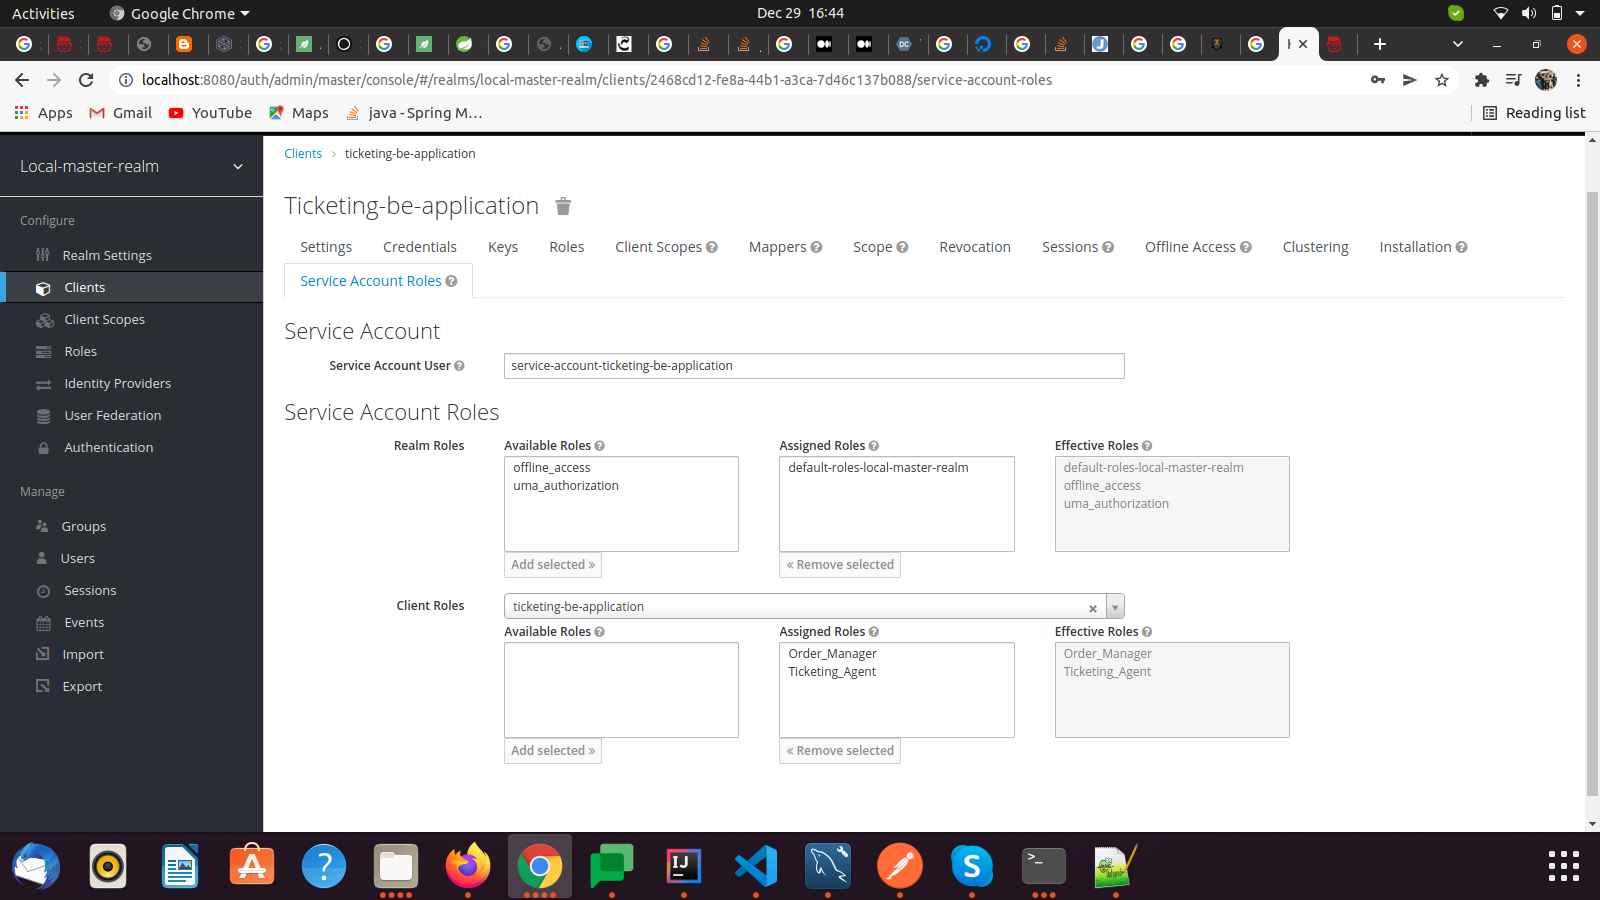 Activities
Google Chrome
Dec 29 16:44
localhost:8080/auth/admin/master/console/#/realms/local-master-realm/clients/2468cd12-fe8a-44b1-a3ca-7d46c137b088/service-account-roles
Apps
Gmail
YouTube
Maps
java - Spring M...
Reading list
Local-master-realm
Clients > ticketing-be-application
Ticketing-be-application
Configure
Realm Settings
Clients
Client Scopes
Roles
Identity Providers
User Federation
Authentication
Manage
Groups
Users
Sessions
Events
Import
Export
Settings
Credentials
Keys
Roles
Client Scopes
Mappers
Scope
Revocation
Sessions
Offline Access
Clustering
Installation
Service Account Roles
Service Account
Service Account User
service-account-ticketing-be-application
Service Account Roles
Realm Roles
Available Roles
offline_access
uma_authorization
Add selected »
Assigned Roles
default-roles-local-master-realm
« Remove selected
Effective Roles
default-roles-local-master-realm
offline_access
uma_authorization
Client Roles
ticketing-be-application
Available Roles
Add selected »
Assigned Roles
Order_Manager
Ticketing_Agent
« Remove selected
Effective Roles
Order_Manager
Ticketing_Agent